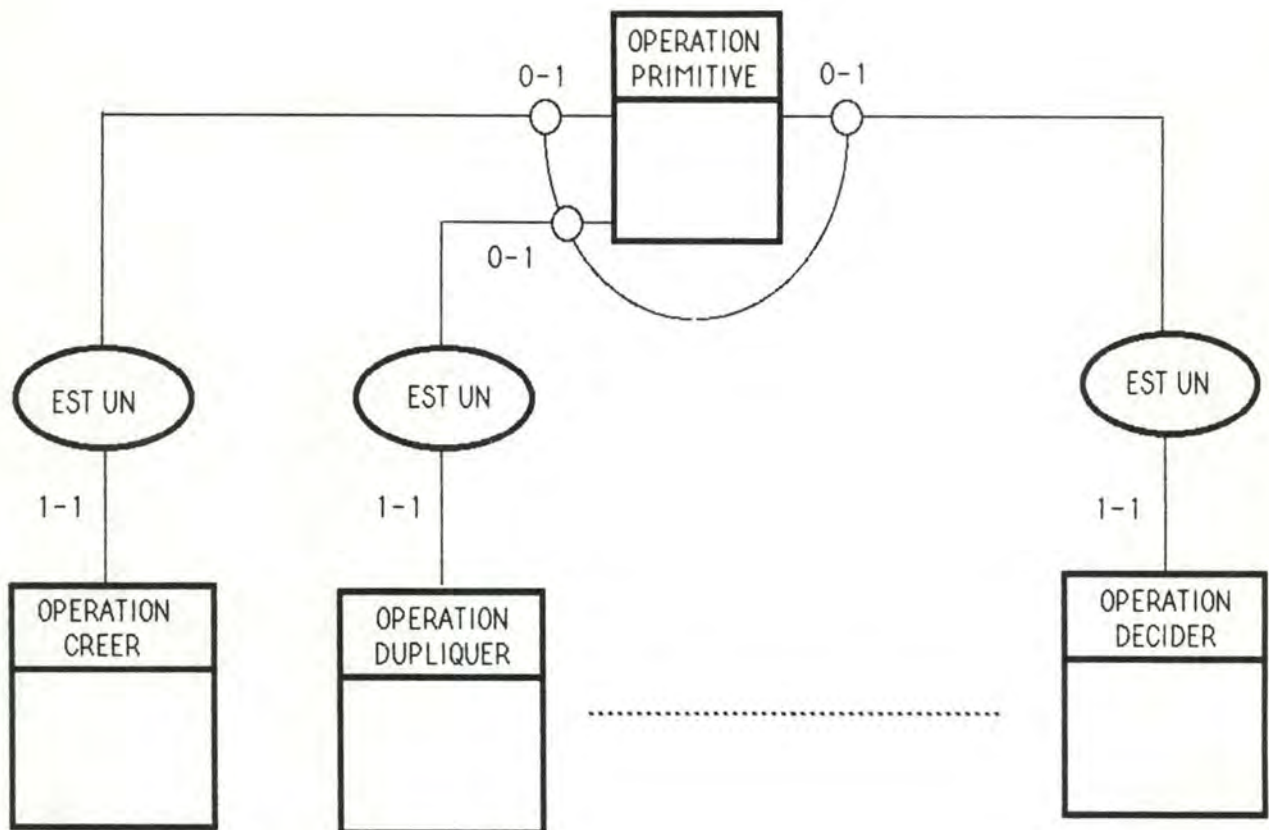 OPERATION
PRIMITIVE
0-1
0-1
0-1
EST UN
EST UN
EST UN
1-1
1-1
1-1
OPERATION
CREER
OPERATION
DUPLIQUER
OPERATION
DECIDER